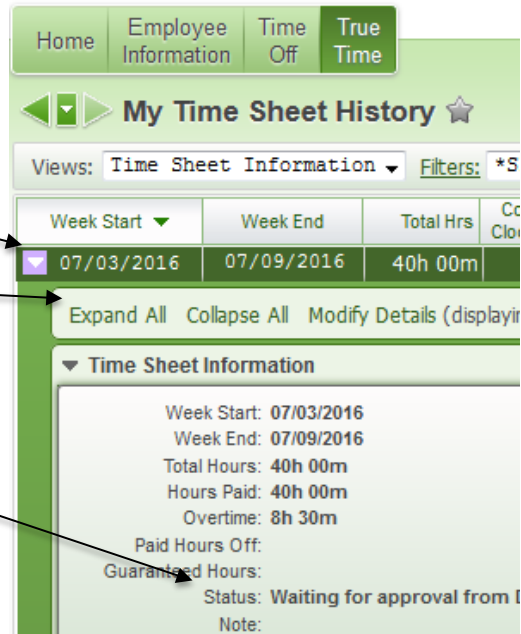 Home Employee Information Time Off True Time
My Time Sheet History
Views: Time Sheet Information Filters: *S
Week Start Week End Total Hrs
07/03/2016 07/09/2016 40h 00m
Expand All Collapse All Modify Details
Time Sheet Information
Week Start: 07/03/2016
Week End: 07/09/2016
Total Hours: 40h 00m
Hours Paid: 40h 00m
Overtime: 8h 30m
Paid Hours Off:
Guaranteed Hours:
Status: Waiting for approval from
Note: